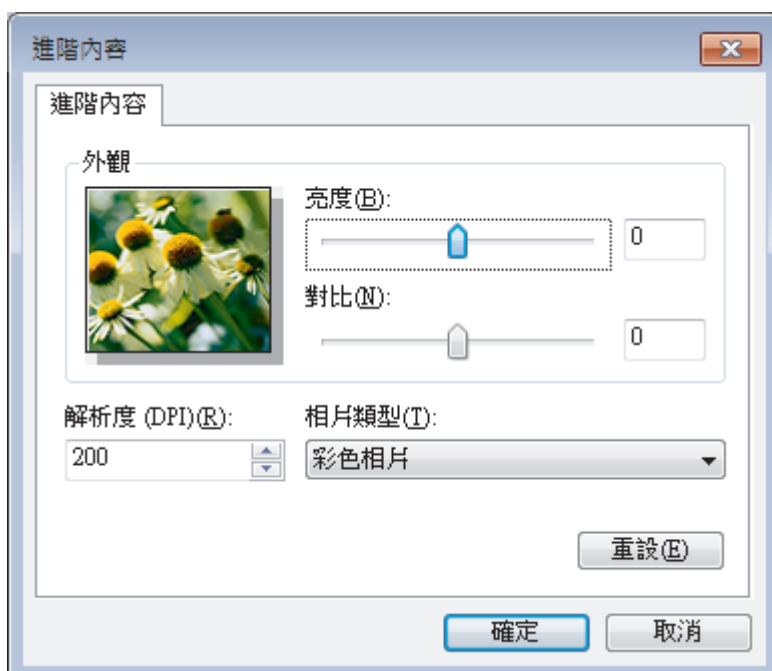 進階內容
進階內容
外觀
亮度(B):
0
對比(N):
0
解析度 (DPI)(R):
相片類型(T):
200
彩色相片
重設(E)
確定
取消